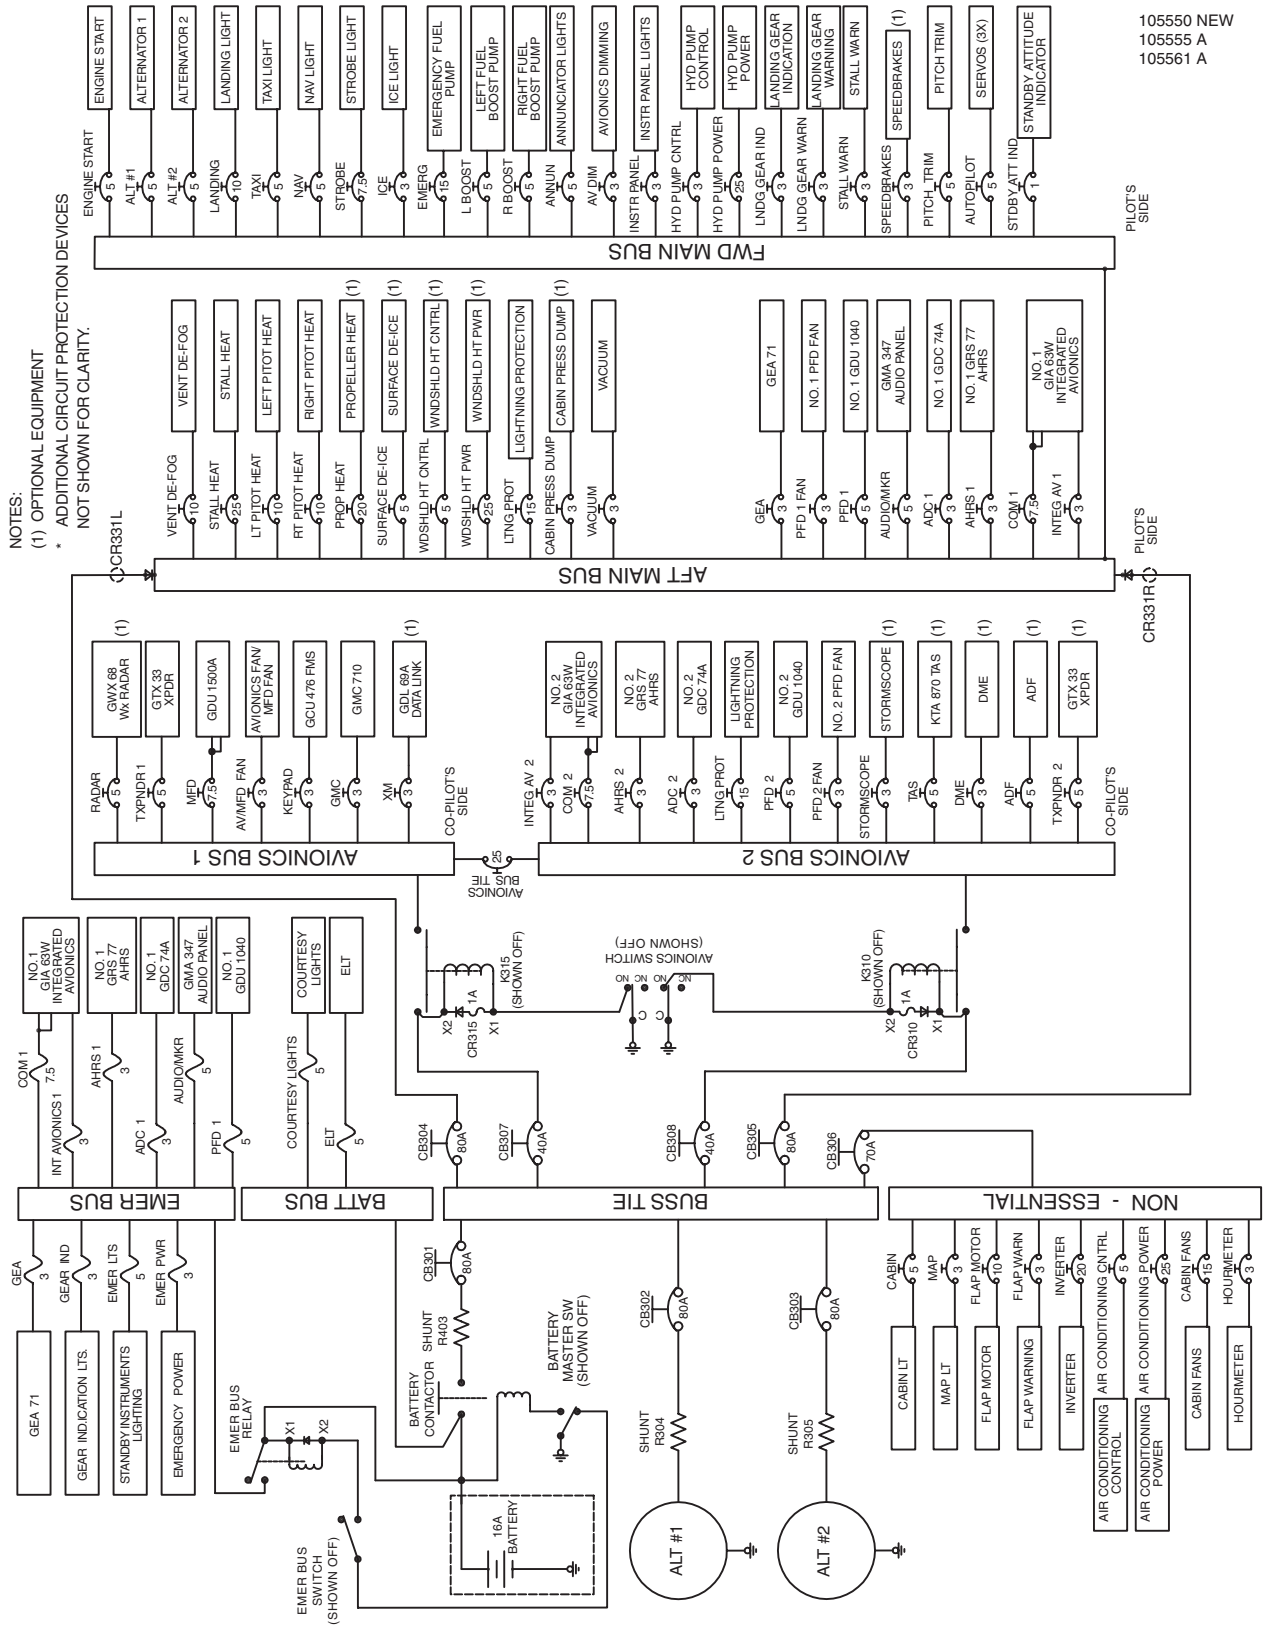 105550 NEW
105555 A
105561 A
NOTES:
(1) OPTIONAL EQUIPMENT
* ADDITIONAL CIRCUIT PROTECTION DEVICES
NOT SHOWN FOR CLARITY.
ENGINE START
ALTERNATOR 1
ALTERNATOR 2
LANDING LIGHT
TAXI LIGHT
NAV LIGHT
STROBE LIGHT
ICE LIGHT
EMERGENCY FUEL
PUMP
LEFT FUEL
BOOST PUMP
RIGHT FUEL
BOOST PUMP
ANNUNCIATOR LIGHTS
AVIONICS DIMMING
INSTR PANEL LIGHTS
HYD PUMP
CONTROL
HYD PUMP
POWER
LANDING GEAR
INDICATION
LANDING GEAR
WARNING
STALL WARN
SPEEDBRAKES
(1)
PITCH TRIM
SERVOS (3X)
STANDBY ATTITUDE
INDICATOR
ENGINE START
5
ALT #1
5
ALT #2
5
LANDING
10
TAXI
5
NAV
5
STROBE
7.5
ICE
3
EMERG
15
L BOOST
5
R BOOST
5
ANNUN
5
AV DIM
3
INSTR PANEL
3
HYD PUMP CNTRL
3
HYD PUMP POWER
25
LNDG GEAR IND
3
LNDG GEAR WARN
3
STALL WARN
3
SPEEDBRAKES
3
PITCH TRIM
5
AUTOPILOT
5
STDBY ATT IND
1
FWD MAIN BUS
PILOT'S
SIDE
VENT DE-FOG
STALL HEAT
LEFT PITOT HEAT
RIGHT PITOT HEAT
PROPELLER HEAT
(1)
SURFACE DE-ICE
(1)
WNDSHLD HT CNTRL
(1)
WNDSHLD HT PWR
(1)
LIGHTNING PROTECTION
CABIN PRESS DUMP
(1)
VACUUM
GEA 71
NO. 1 PFD FAN
NO. 1 GDU 1040
GMA 347
AUDIO PANEL
NO. 1 GDC 74A
NO. 1 GRS 77
AHRS
NO. 1
GIA 63W
INTEGRATED
AVIONICS
VENT DE-FOG
10
STALL HEAT
25
LT PITOT HEAT
10
RT PITOT HEAT
10
PROP HEAT
20
SURFACE DE-ICE
5
WDSHLD HT CNTRL
5
WDSHLD HT PWR
25
LTNG PROT
15
CABIN PRESS DUMP
3
VACUUM
3
GEA
3
PFD 1 FAN
3
PFD 1
5
AUDIO/MKR
5
ADC 1
3
AHRS 1
3
COM 1
7.5
INTEG AV 1
3
CR331L
AFT MAIN BUS
PILOT'S
SIDE
CR331R
GWX 68
Wx RADAR
(1)
GTX 33
XPDR
GDU 1500A
AVIONICS FAN/
MFD FAN
GCU 476 FMS
GMC 710
GDL 69A
DATA LINK
(1)
NO. 2
GIA 63W
INTEGRATED
AVIONICS
NO. 2
GRS 77
AHRS
NO. 2
GDC 74A
LIGHTNING
PROTECTION
NO. 2
GDU 1040
NO. 2 PFD FAN
STORMSCOPE
(1)
KTA 870 TAS
(1)
DME
(1)
ADF
(1)
GTX 33
XPDR
(1)
RADAR
5
TXPNDR 1
5
MFD
7.5
AV/MFD FAN
3
KEYPAD
3
GMC
3
XM
3
CO-PILOT'S
SIDE
INTEG AV 2
3
COM 2
7.5
AHRS 2
3
ADC 2
3
LTNG PROT
15
PFD 2
5
PFD 2 FAN
3
STORMSCOPE
3
TAS
5
DME
3
ADF
5
TXPNDR 2
5
CO-PILOT'S
SIDE
AVIONICS BUS 1
25
AVIONICS
BUS TIE
AVIONICS BUS 2
NO. 1
GIA 63W
INTEGRATED
AVIONICS
NO. 1
GRS 77
AHRS
NO. 1
GDC 74A
GMA 347
AUDIO PANEL
NO. 1
GDU 1040
COURTESY
LIGHTS
ELT
COM 1
7.5
INT AVIONICS 1
3
AHRS 1
3
ADC 1
3
AUDIO/MKR
5
PFD 1
5
COURTESY LIGHTS
5
ELT
5
K315
(SHOWN OFF)
X2
1A
X1
CR315
AVIONICS SWITCH
(SHOWN OFF)
NO
NC
NO
NC
C
C
K310
(SHOWN OFF)
X2
1A
X1
CR310
CB304
80A
CB307
40A
CB308
40A
CB305
80A
CB306
70A
EMER BUS
BATT BUS
BUSS TIE
NON - ESSENTIAL
GEA
3
GEAR IND
3
EMER LTS
5
EMER PWR
3
GEA 71
GEAR INDICATION LTS.
STANDBY INSTRUMENTS
LIGHTING
EMERGENCY POWER
CB301
80A
SHUNT
R403
BATTERY
CONTACTOR
BATTERY
MASTER SW
(SHOWN OFF)
CB302
80A
SHUNT
R304
ALT #1
CB303
80A
SHUNT
R305
ALT #2
EMER BUS
RELAY
X1
X2
EMER BUS
SWITCH
(SHOWN OFF)
16A
BATTERY
CABIN
5
MAP
3
FLAP MOTOR
10
FLAP WARN
3
INVERTER
20
AIR CONDITIONING CNTRL
5
AIR CONDITIONING POWER
25
CABIN FANS
15
HOURMETER
3
CABIN LT
MAP LT
FLAP MOTOR
FLAP WARNING
INVERTER
AIR CONDITIONING
CONTROL
AIR CONDITIONING
POWER
CABIN FANS
HOURMETER